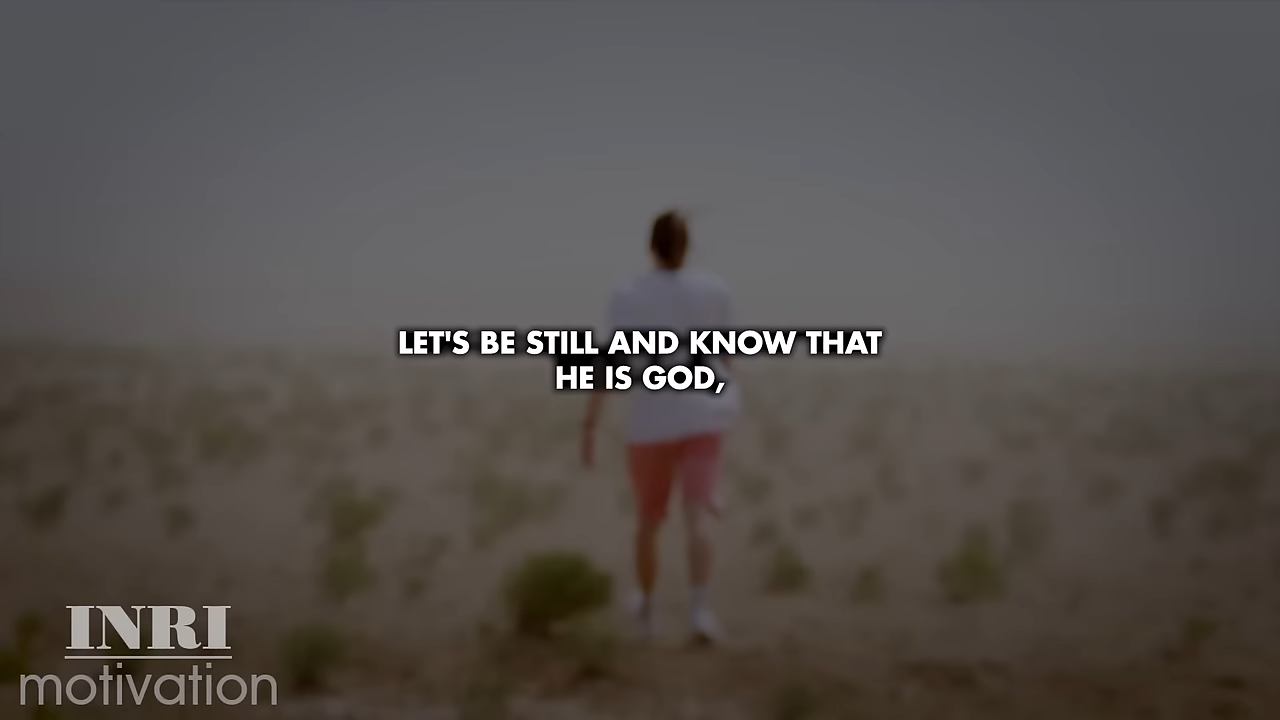 LET'S BE STILL AND KNOW THAT
HE IS GOD,
INRI
motivation